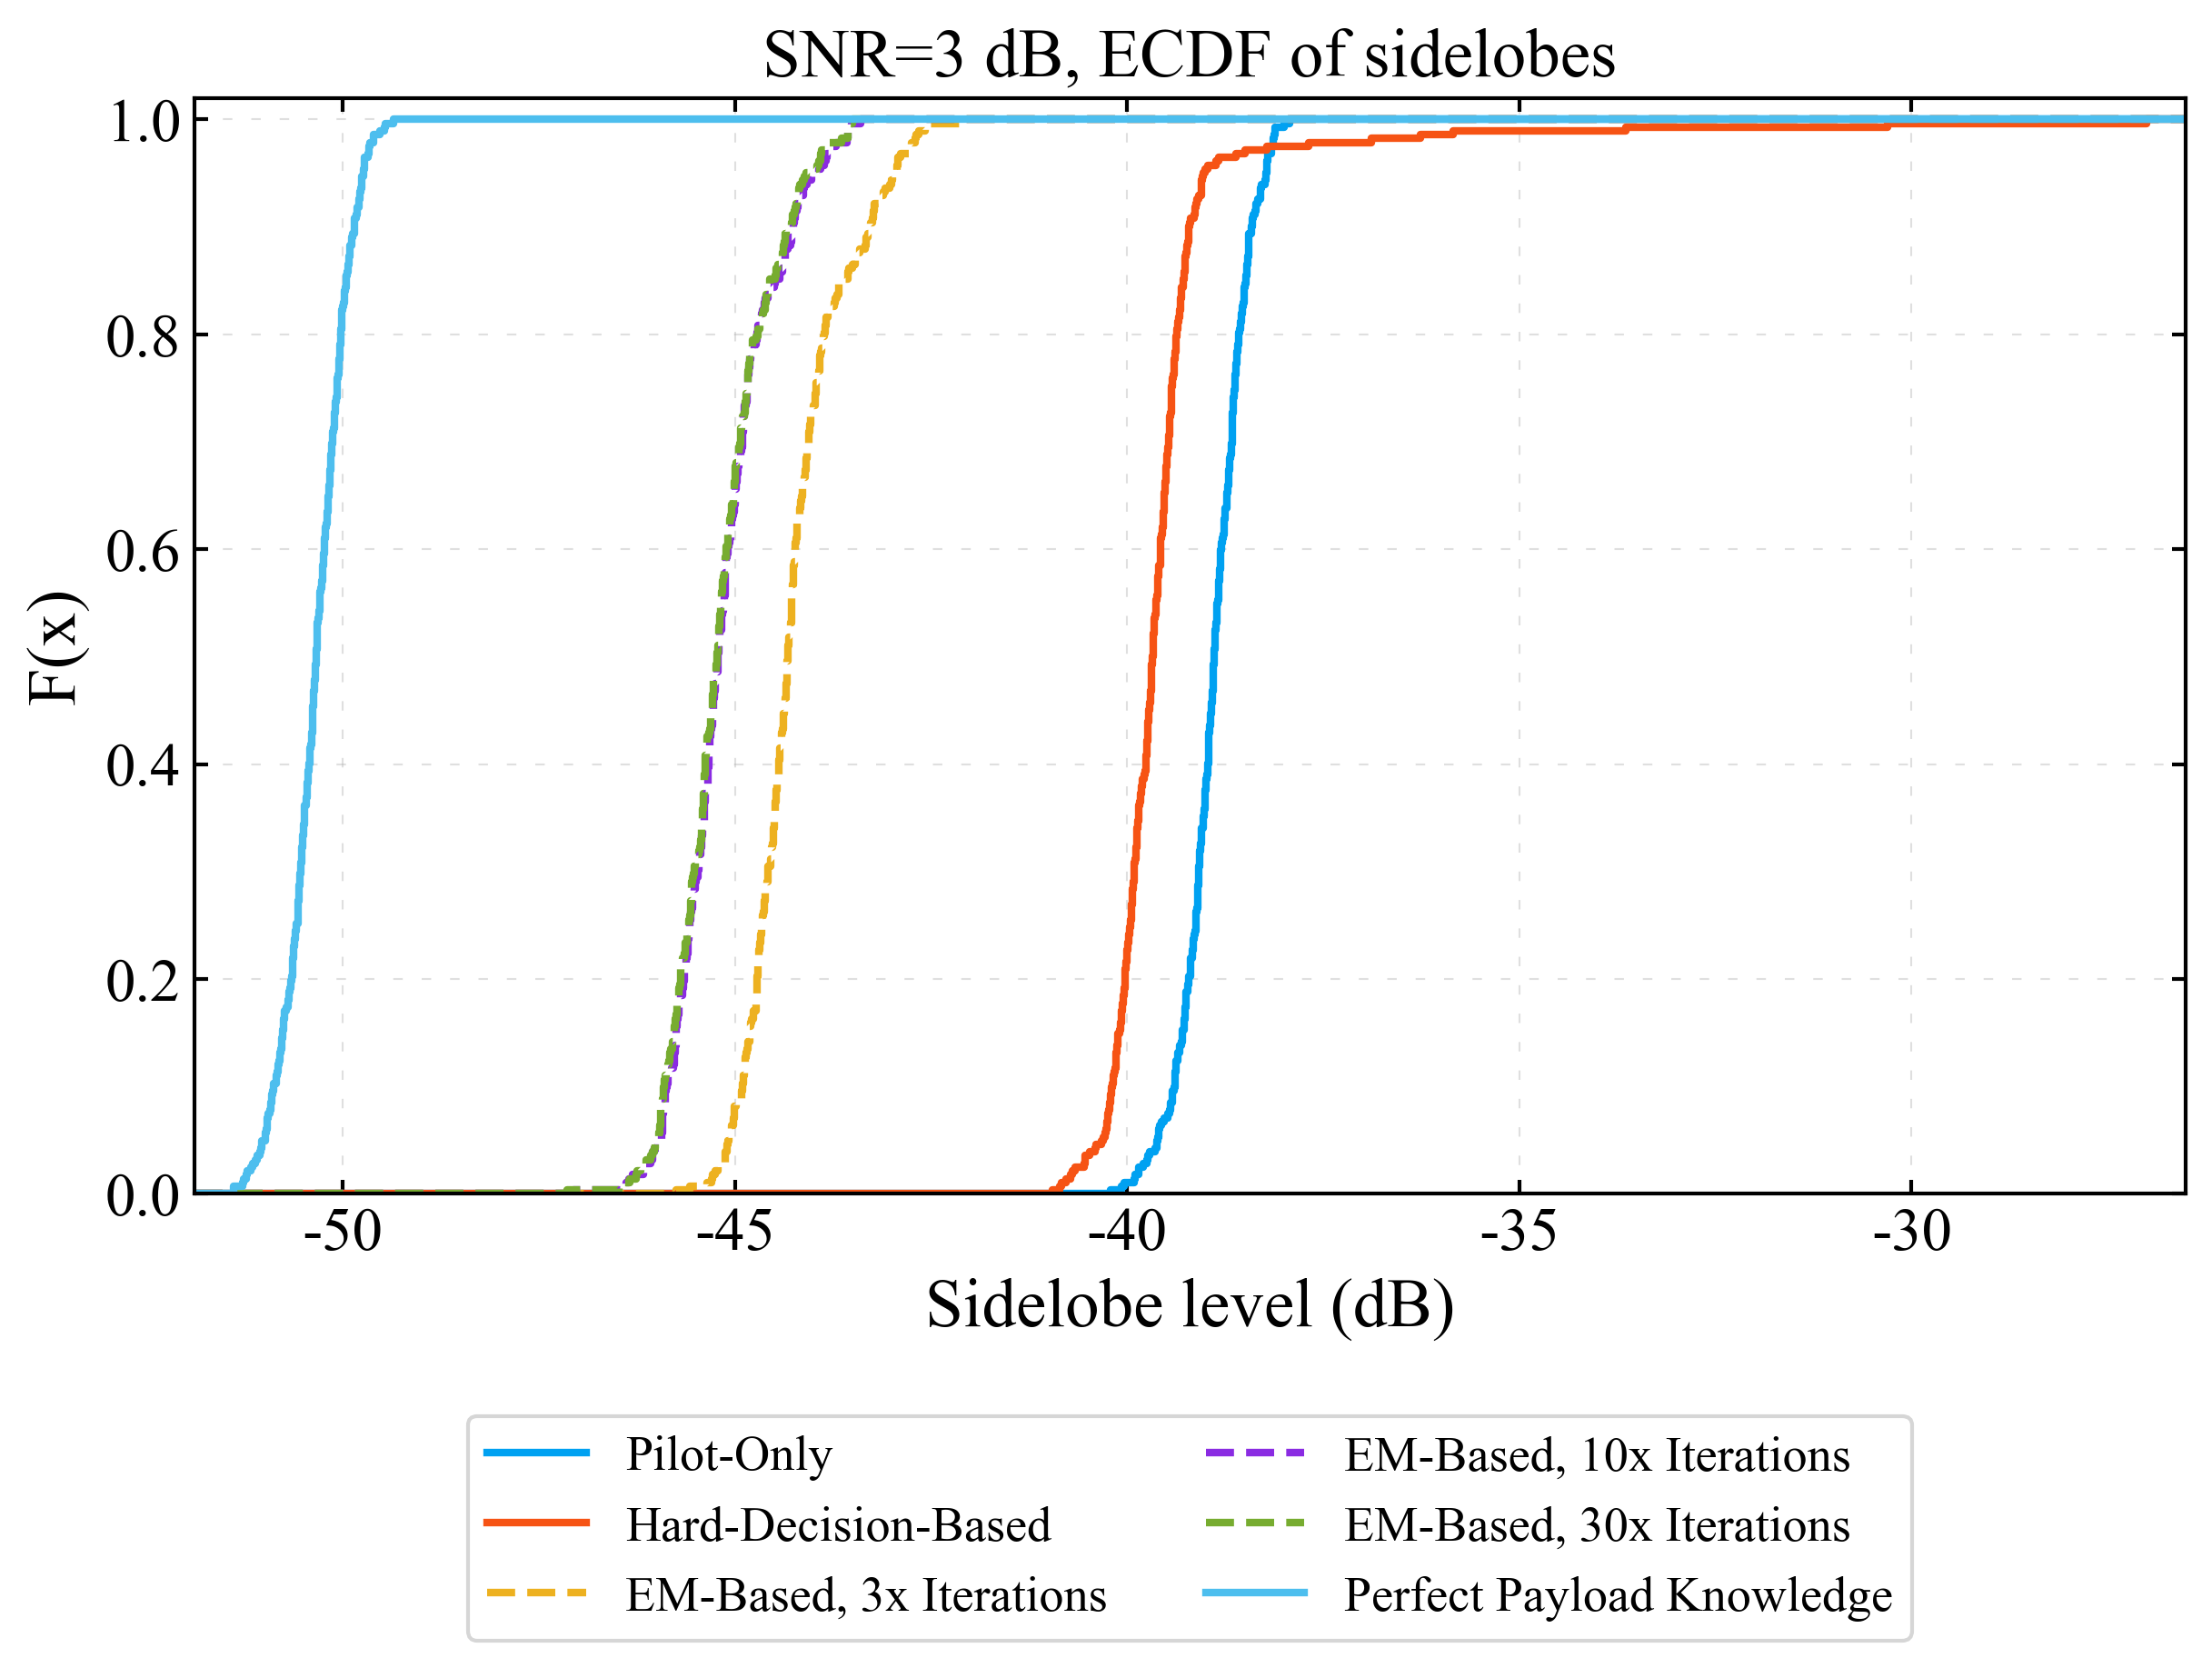 SNR=3 dB, ECDF of sidelobes
F(x)
1.0
0.8
0.6
0.4
0.2
0.0
-50 -45 -40 -35 -30
Sidelobe level (dB)
Pilot-Only
Hard-Decision-Based
EM-Based, 3x Iterations
EM-Based, 10x Iterations
EM-Based, 30x Iterations
Perfect Payload Knowledge